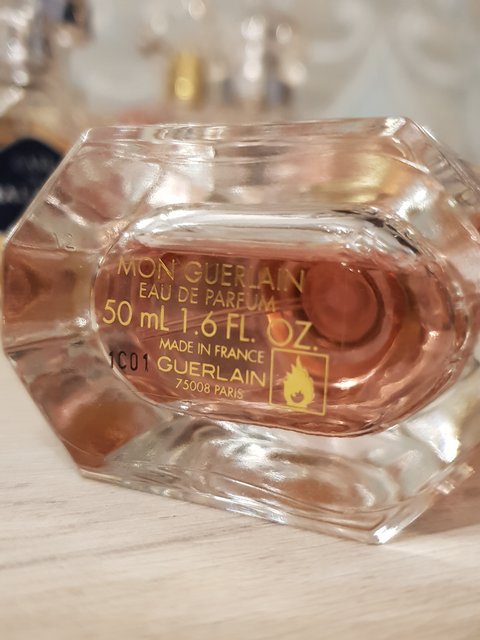 MON GUERLAIN
EAU DE PARFUM
50 mL 1.6 FL. OZ.
MADE IN FRANCE
1C01 GUERLAIN
75008 PARIS